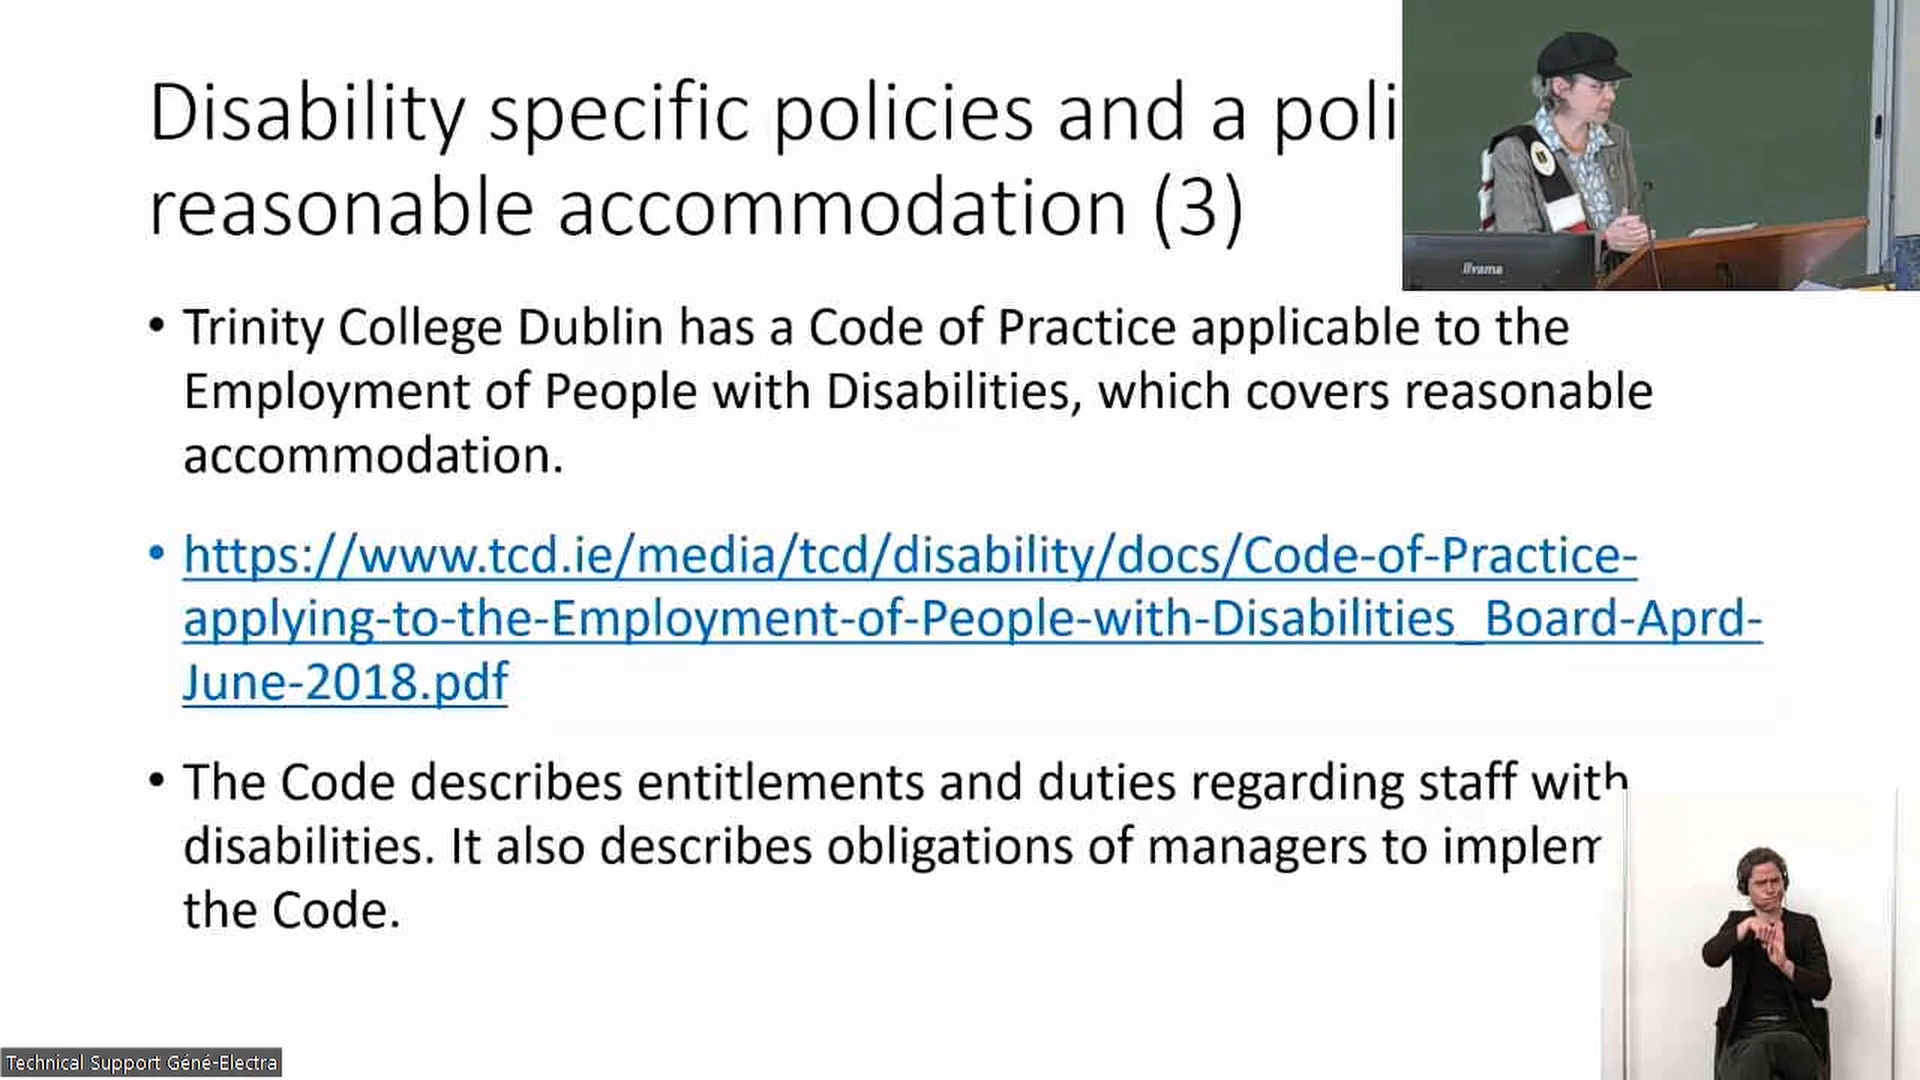 Disability specific policies and a poli
reasonable accommodation (3)
• Trinity College Dublin has a Code of Practice applicable to the
Employment of People with Disabilities, which covers reasonable
accommodation.
• https://www.tcd.ie/media/tcd/disability/docs/Code-of-Practice-
applying-to-the-Employment-of-People-with-Disabilities_Board-Aprd-
June-2018.pdf
• The Code describes entitlements and duties regarding staff with
disabilities. It also describes obligations of managers to implem
the Code.
iiyama
Technical Support Géné-Electra